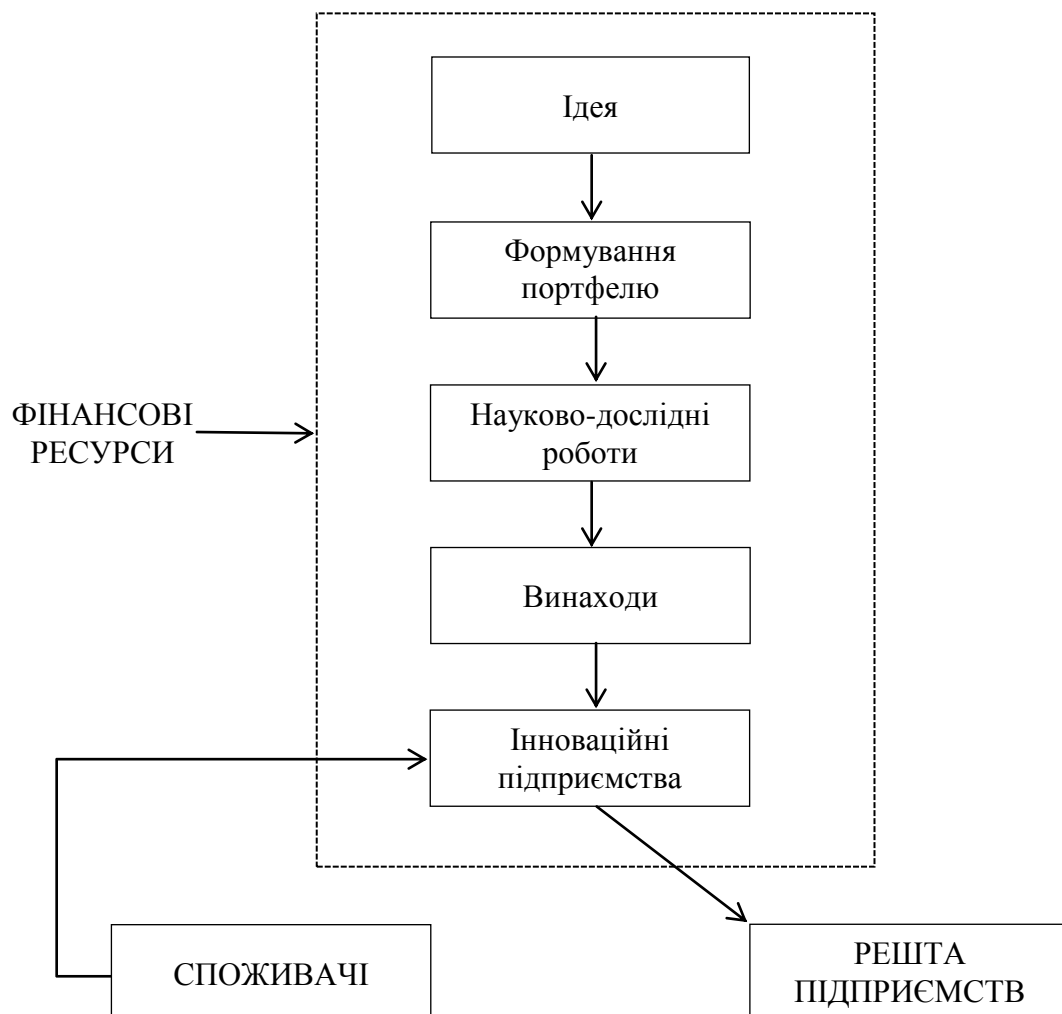 Ідея
Формування
портфелю
Науково-дослідні
роботи
ФІНАНСОВІ
РЕСУРСИ
Винаходи
Інноваційні
підприємства
СПОЖИВАЧІ
РЕШТА
ПІДПРИЄМСТВ